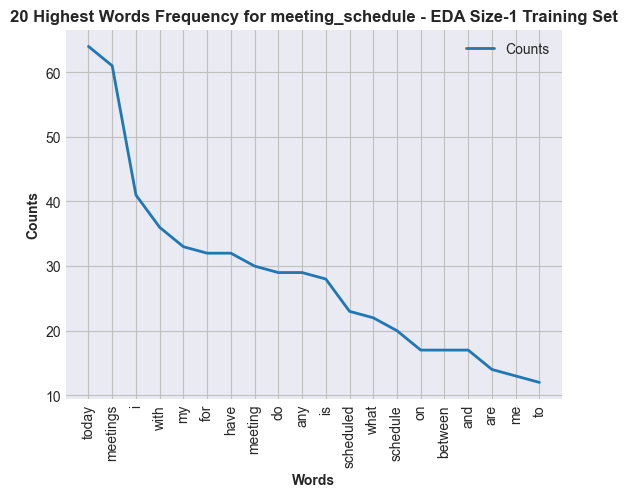 20 Highest Words Frequency for meeting_schedule - EDA Size-1 Training Set
Counts
Counts
60
50
40
30
20
10
today
meetings
i
with
my
for
have
meeting
do
any
is
scheduled
what
schedule
on
between
and
are
me
to
Words